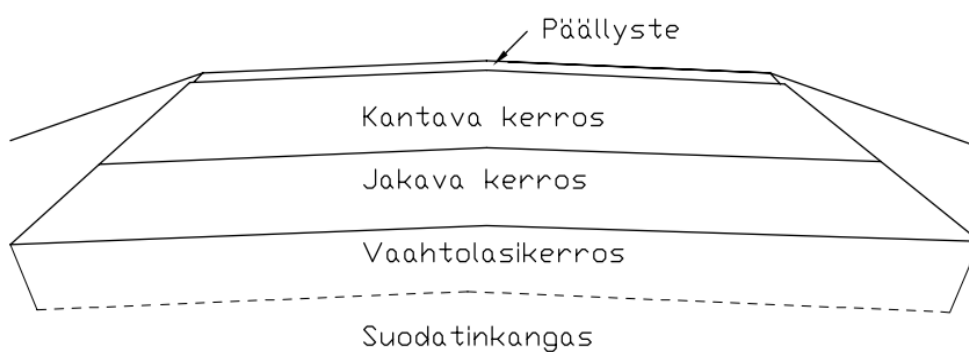 Päällyste
Kantava kerros
Jakava kerros
Vaahtolasikerros
Suodatinkangas